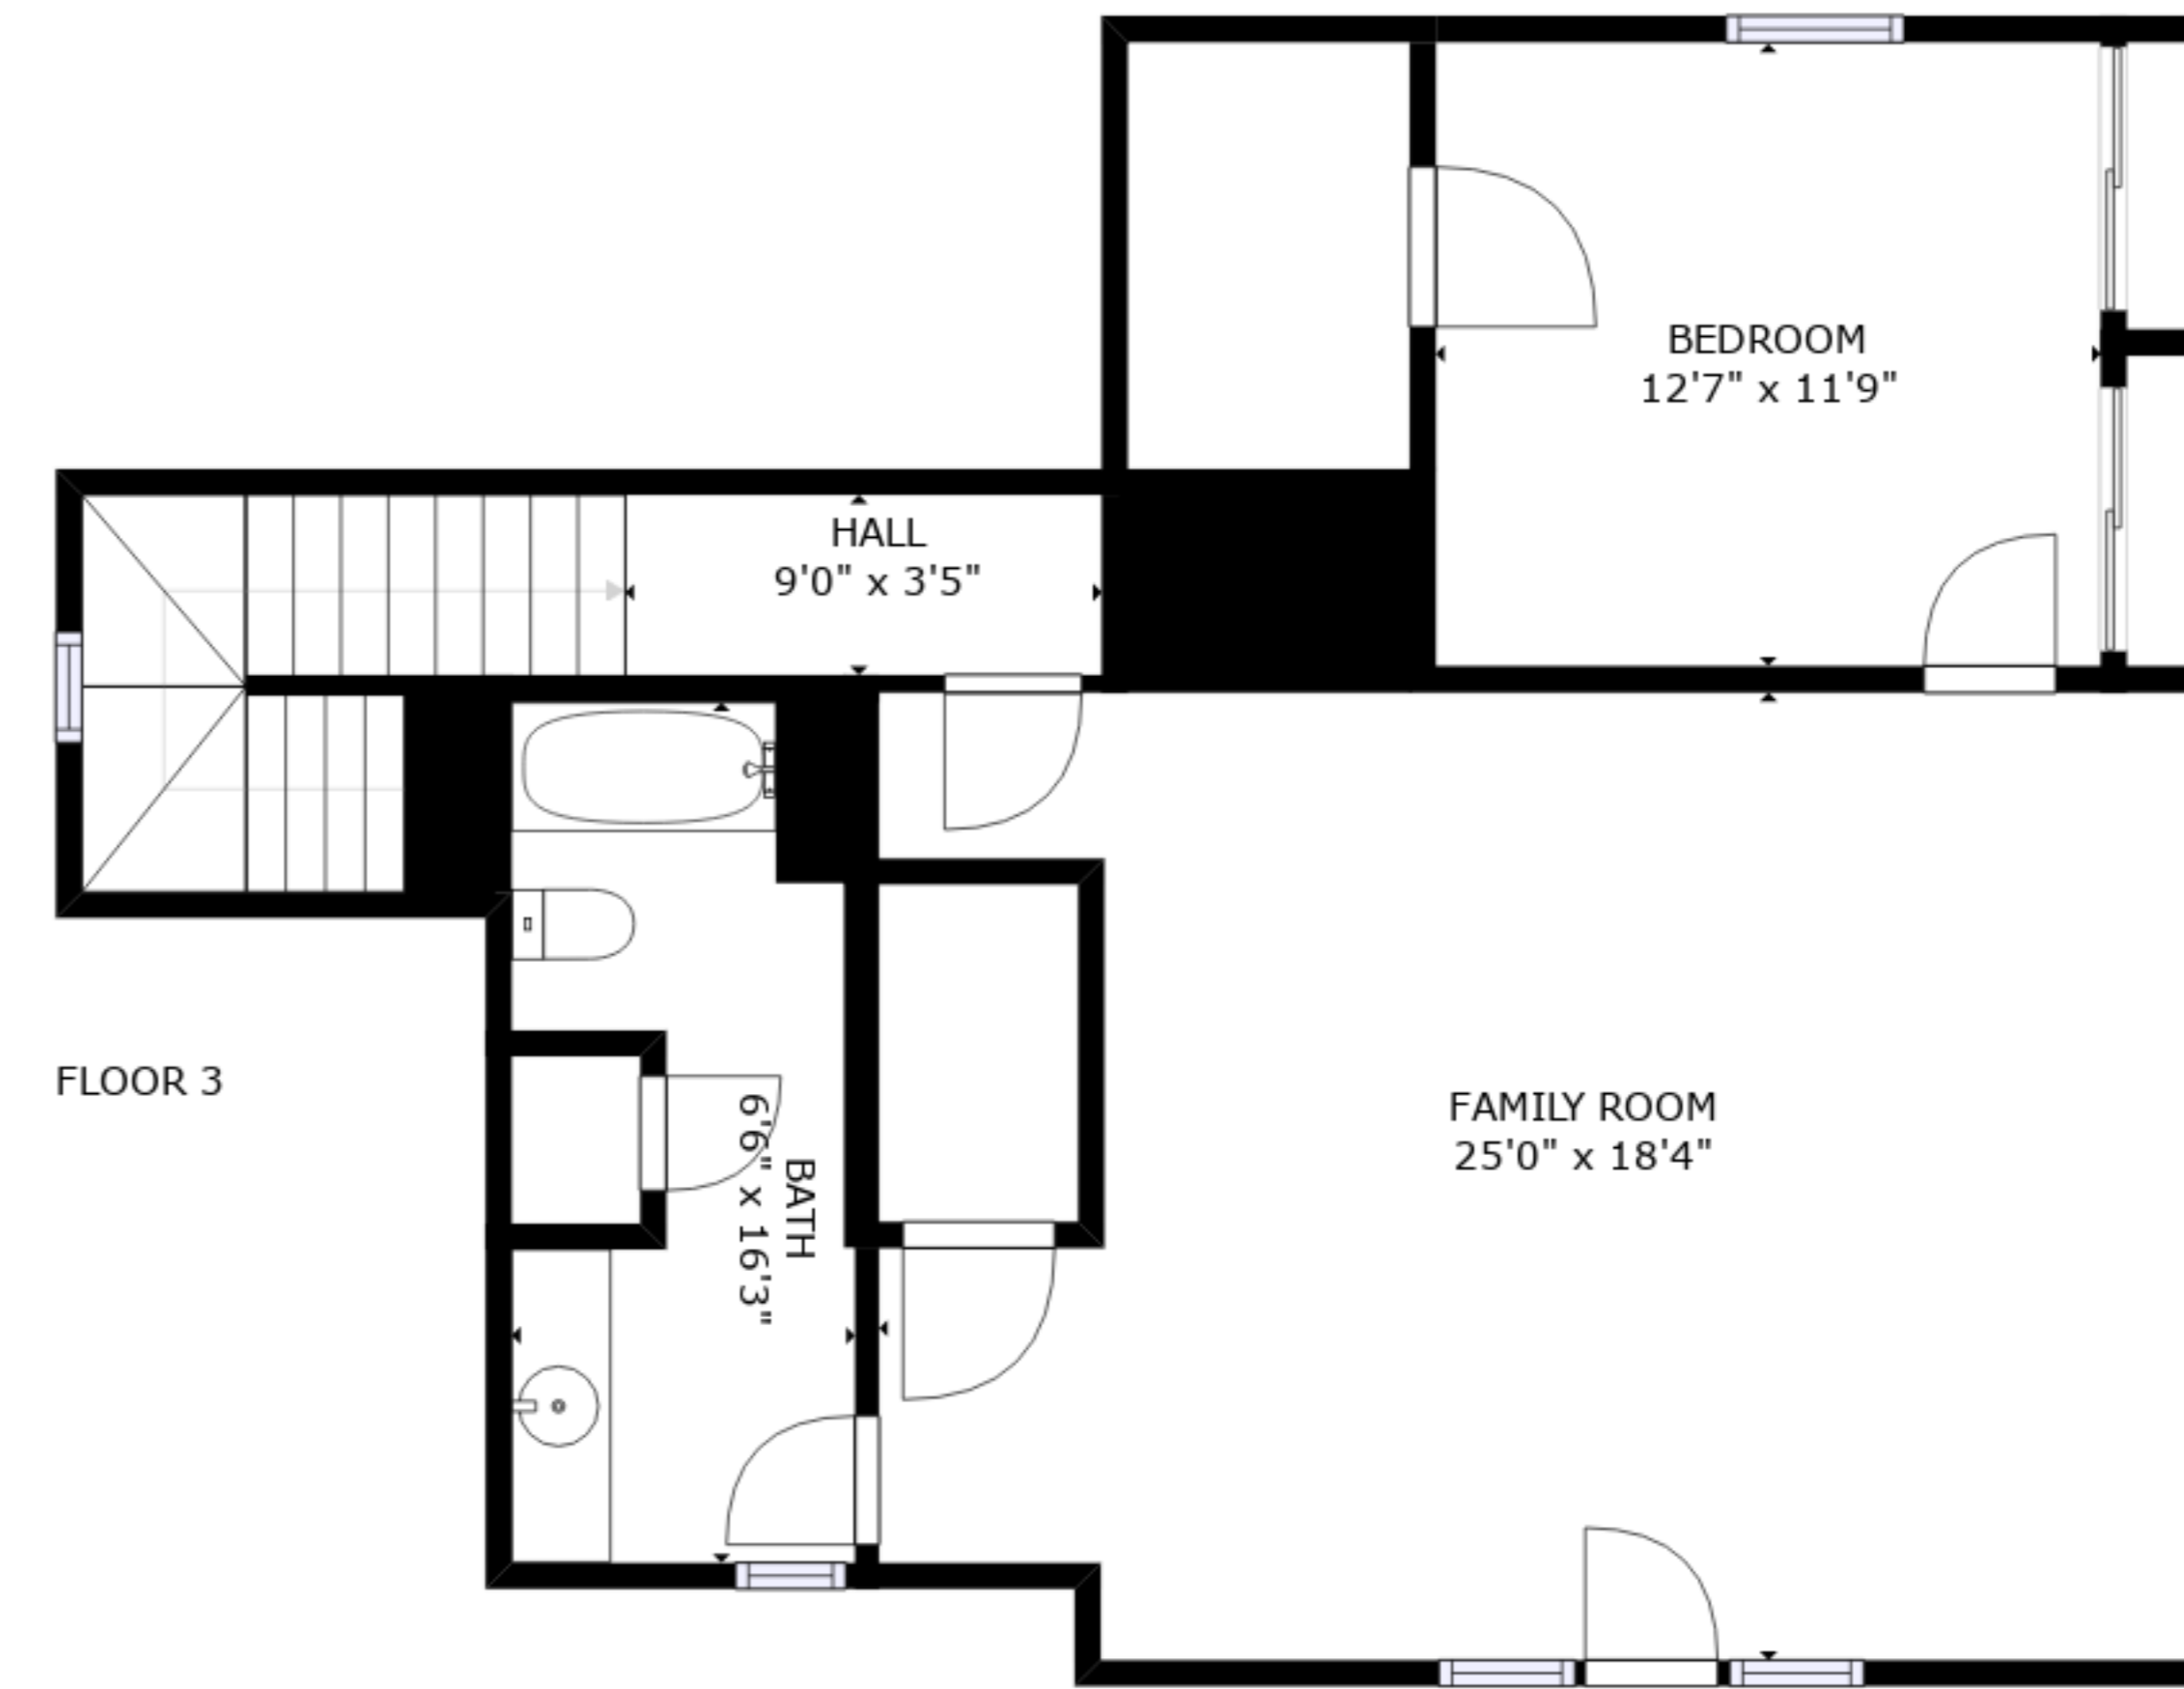 BEDROOM
12'7" x 11'9"
HALL
9'0" x 3'5"
FLOOR 3
BATH
6'6" x 16'3"
FAMILY ROOM
25'0" x 18'4"